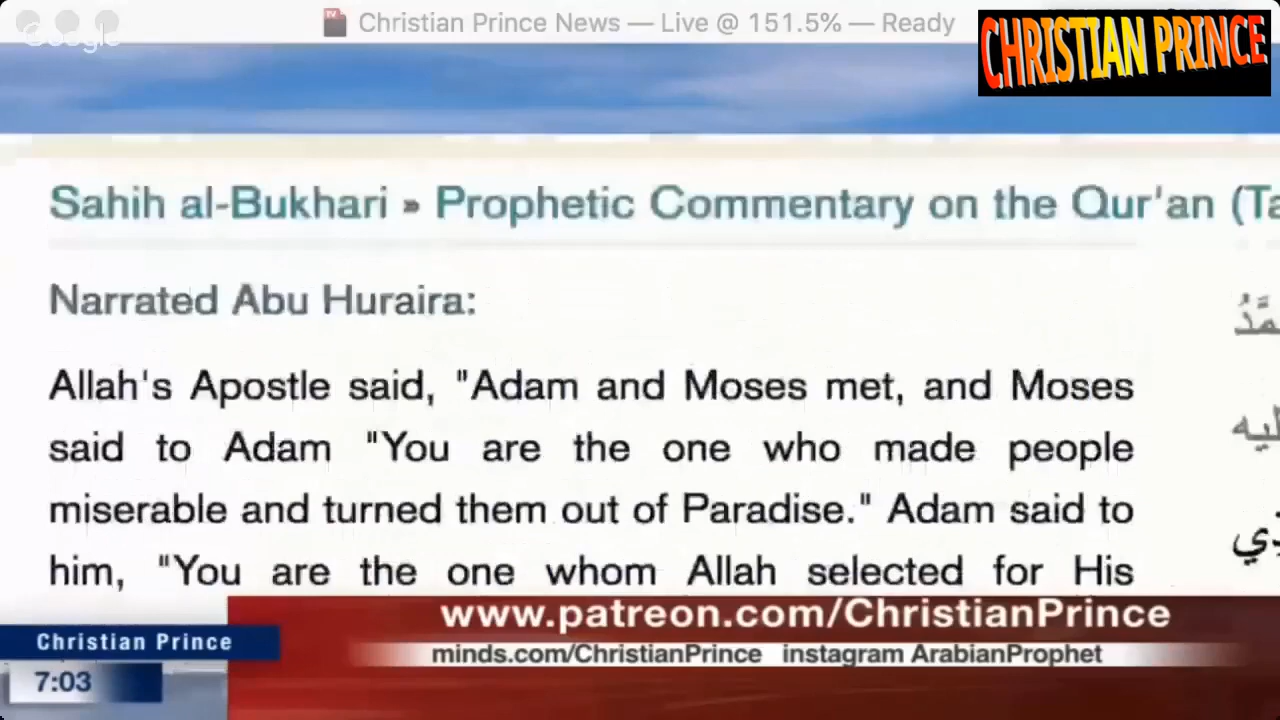 Christian Prince News — Live @ 151.5% — Ready
Google
CHRISTIAN PRINCE
Sahih al-Bukhari » Prophetic Commentary on the Qur'an (Ta
Narrated Abu Huraira:
Allah's Apostle said, "Adam and Moses met, and Moses
said to Adam "You are the one who made people
miserable and turned them out of Paradise." Adam said to
him, "You are the one whom Allah selected for His
www.patreon.com/ChristianPrince
Christian Prince
minds.com/ChristianPrince instagram ArabianProphet
7:03